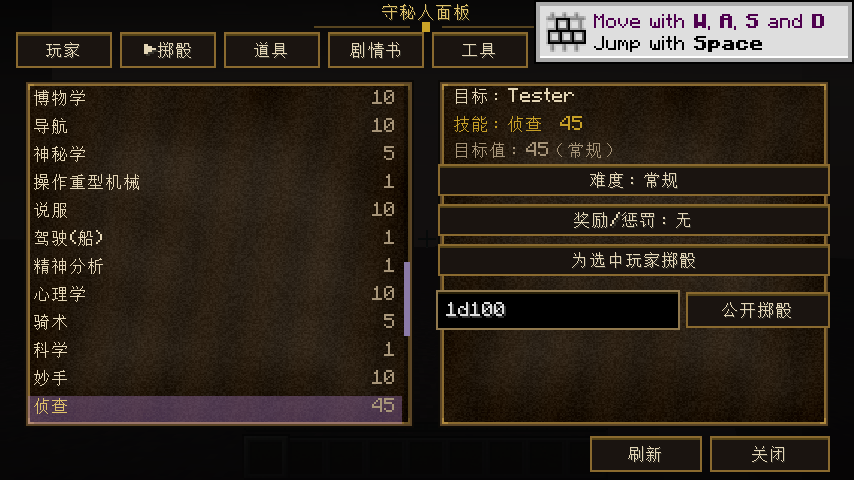 守秘人面板
Move with W, A, S and D
Jump with Space
玩家 ▶掷骰 道具 剧情书 工具
博物学 10
导航 10
神秘学 5
操作重型机械 1
说服 10
驾驶(船) 1
精神分析 1
心理学 10
骑术 5
科学 1
妙手 10
侦查 45
目标：Tester
技能：侦查 45
目标值：45（常规）
难度：常规
奖励/惩罚：无
为选中玩家掷骰
1d100
公开掷骰
刷新 关闭